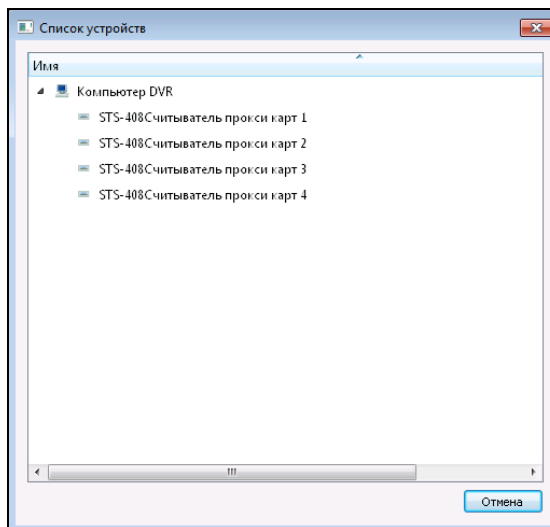 Список устройств
Имя
Компьютер DVR
STS-408Считыватель прокси карт 1
STS-408Считыватель прокси карт 2
STS-408Считыватель прокси карт 3
STS-408Считыватель прокси карт 4
Отмена